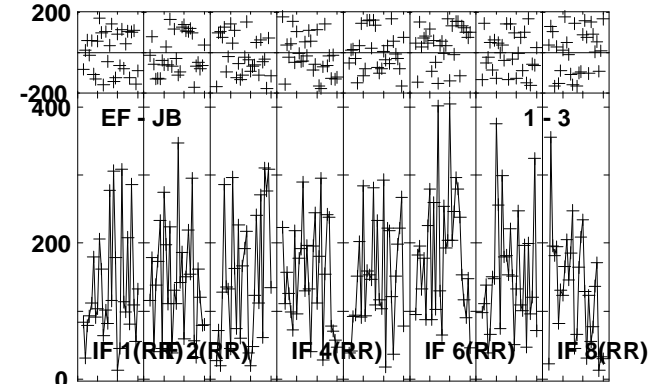 200
-200
400
EF - JB 1 - 3
200
IF 1(RR) IF 2(RR) IF 4(RR) IF 6(RR) IF 8(RR)
0